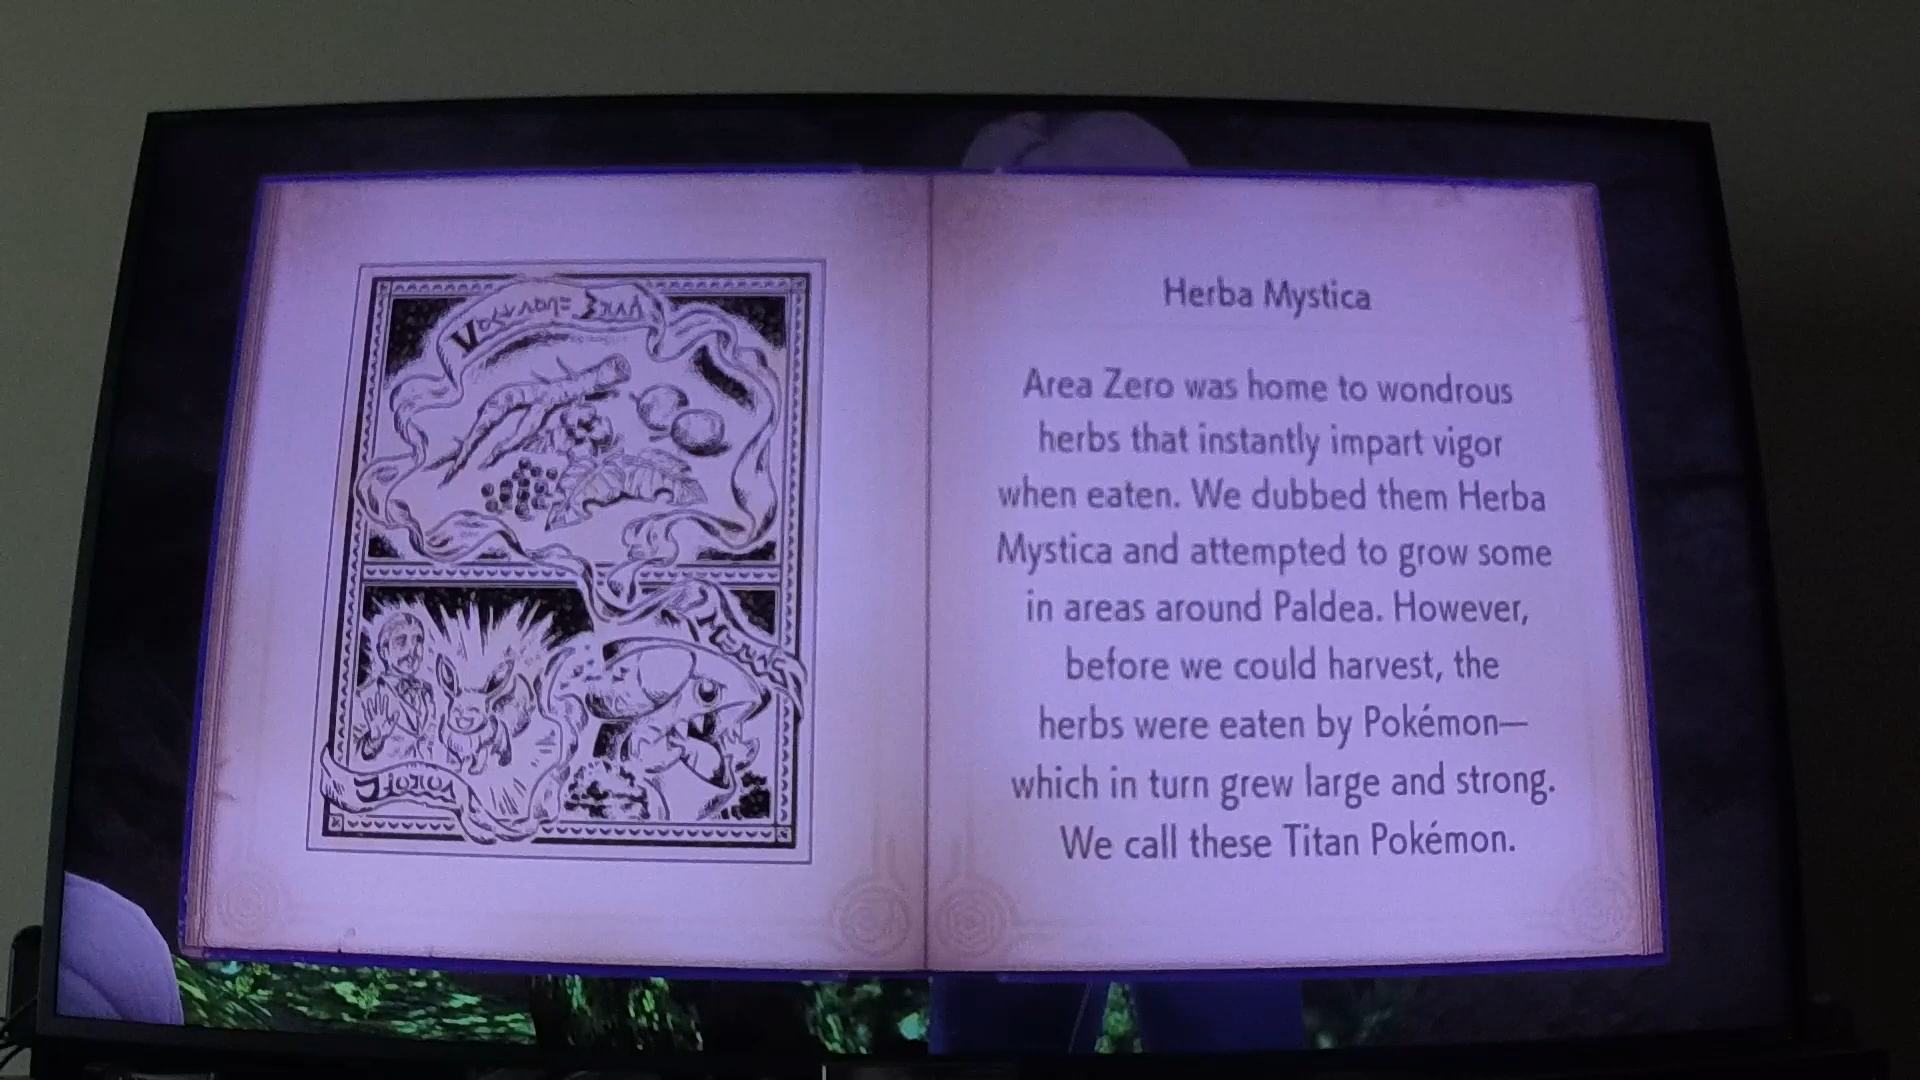 Herba Mystica
Area Zero was home to wondrous
herbs that instantly impart vigor
when eaten. We dubbed them Herba
Mystica and attempted to grow some
in areas around Paldea. However,
before we could harvest, the
herbs were eaten by Pokémon—
which in turn grew large and strong.
We call these Titan Pokémon.